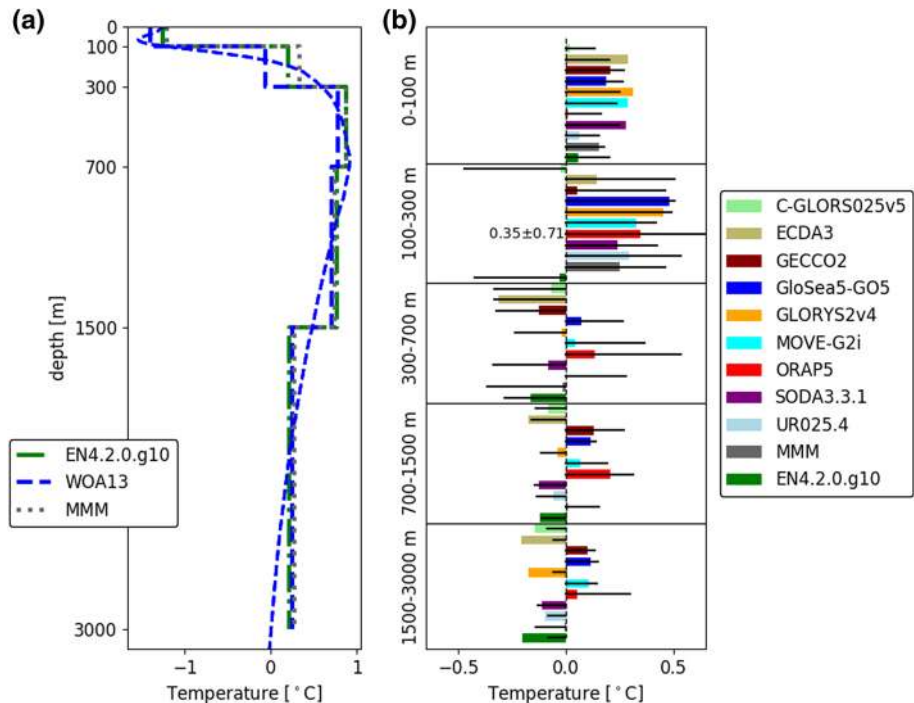 (a)
0
100
300
700
1500
3000
depth [m]
−1
0
1
Temperature [°C]
EN4.2.0.g10
WOA13
MMM
(b)
0-100 m
100-300 m
300-700 m
700-1500 m
1500-3000 m
0.35±0.71
−0.5
0.0
0.5
Temperature [°C]
C-GLORS025v5
ECDA3
GECCO2
GloSea5-GO5
GLORYS2v4
MOVE-G2i
ORAP5
SODA3.3.1
UR025.4
MMM
EN4.2.0.g10